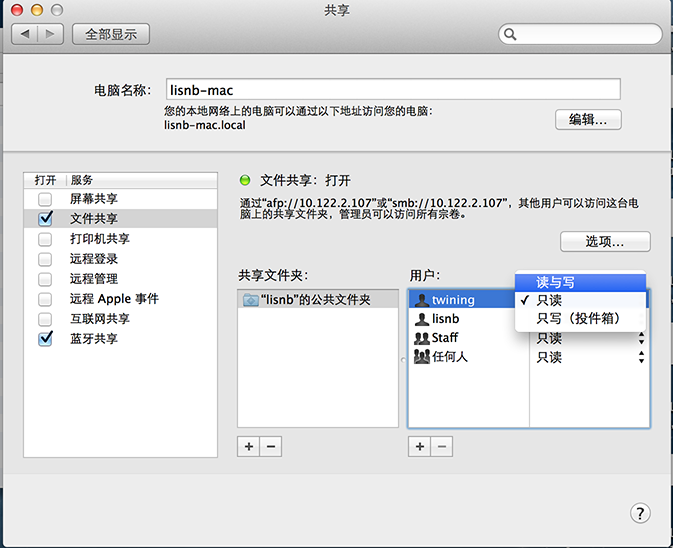 共享
全部显示
电脑名称：
lisnb-mac
您的本地网络上的电脑可以通过以下地址访问您的电脑：
lisnb-mac.local
编辑...
打开 服务
屏幕共享
文件共享
打印机共享
远程登录
远程管理
远程 Apple 事件
互联网共享
蓝牙共享
文件共享：打开
通过“afp://10.122.2.107”或“smb://10.122.2.107”，其他用户可以访问这台电
脑上的共享文件夹，管理员可以访问所有宗卷。
选项...
共享文件夹：
“lisnb”的公共文件夹
用户：
读与写
twining ✓ 只读
lisnb 只写（投件箱）
Staff 只读
任何人 只读
+ −
+ −
?